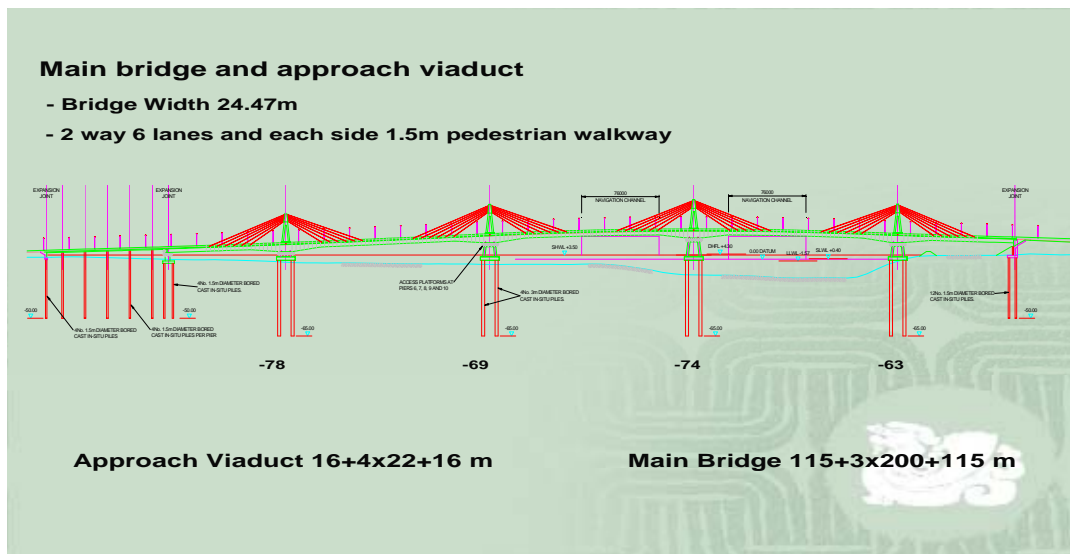 Main bridge and approach viaduct
- Bridge Width 24.47m
- 2 way 6 lanes and each side 1.5m pedestrian walkway
EXPANSION
JOINT
EXPANSION
JOINT
76000
NAVIGATION CHANNEL
76000
NAVIGATION CHANNEL
EXPANSION
JOINT
SHWL +3.50
DHFL +4.30
0.00 DATUM
SLLWL -1.57
SLWL +0.40
ACCESS PLATFORMS AT
PIERS 6, 7, 8, 9 AND 10
4No. 1.5m DIAMETER BORED
CAST IN-SITU PILES
4No. 3m DIAMETER BORED
CAST IN-SITU PILES
12No. 1.5m DIAMETER BORED
CAST IN-SITU PILES
-50.00
-50.00
-50.00
4No. 1.5m DIAMETER BORED
CAST IN-SITU PILES
4No. 1.5m DIAMETER BORED
CAST IN-SITU PILES PER PIER
-65.00
-65.00
-65.00
-65.00
-78
-69
-74
-63
Approach Viaduct 16+4x22+16 m
Main Bridge 115+3x200+115 m